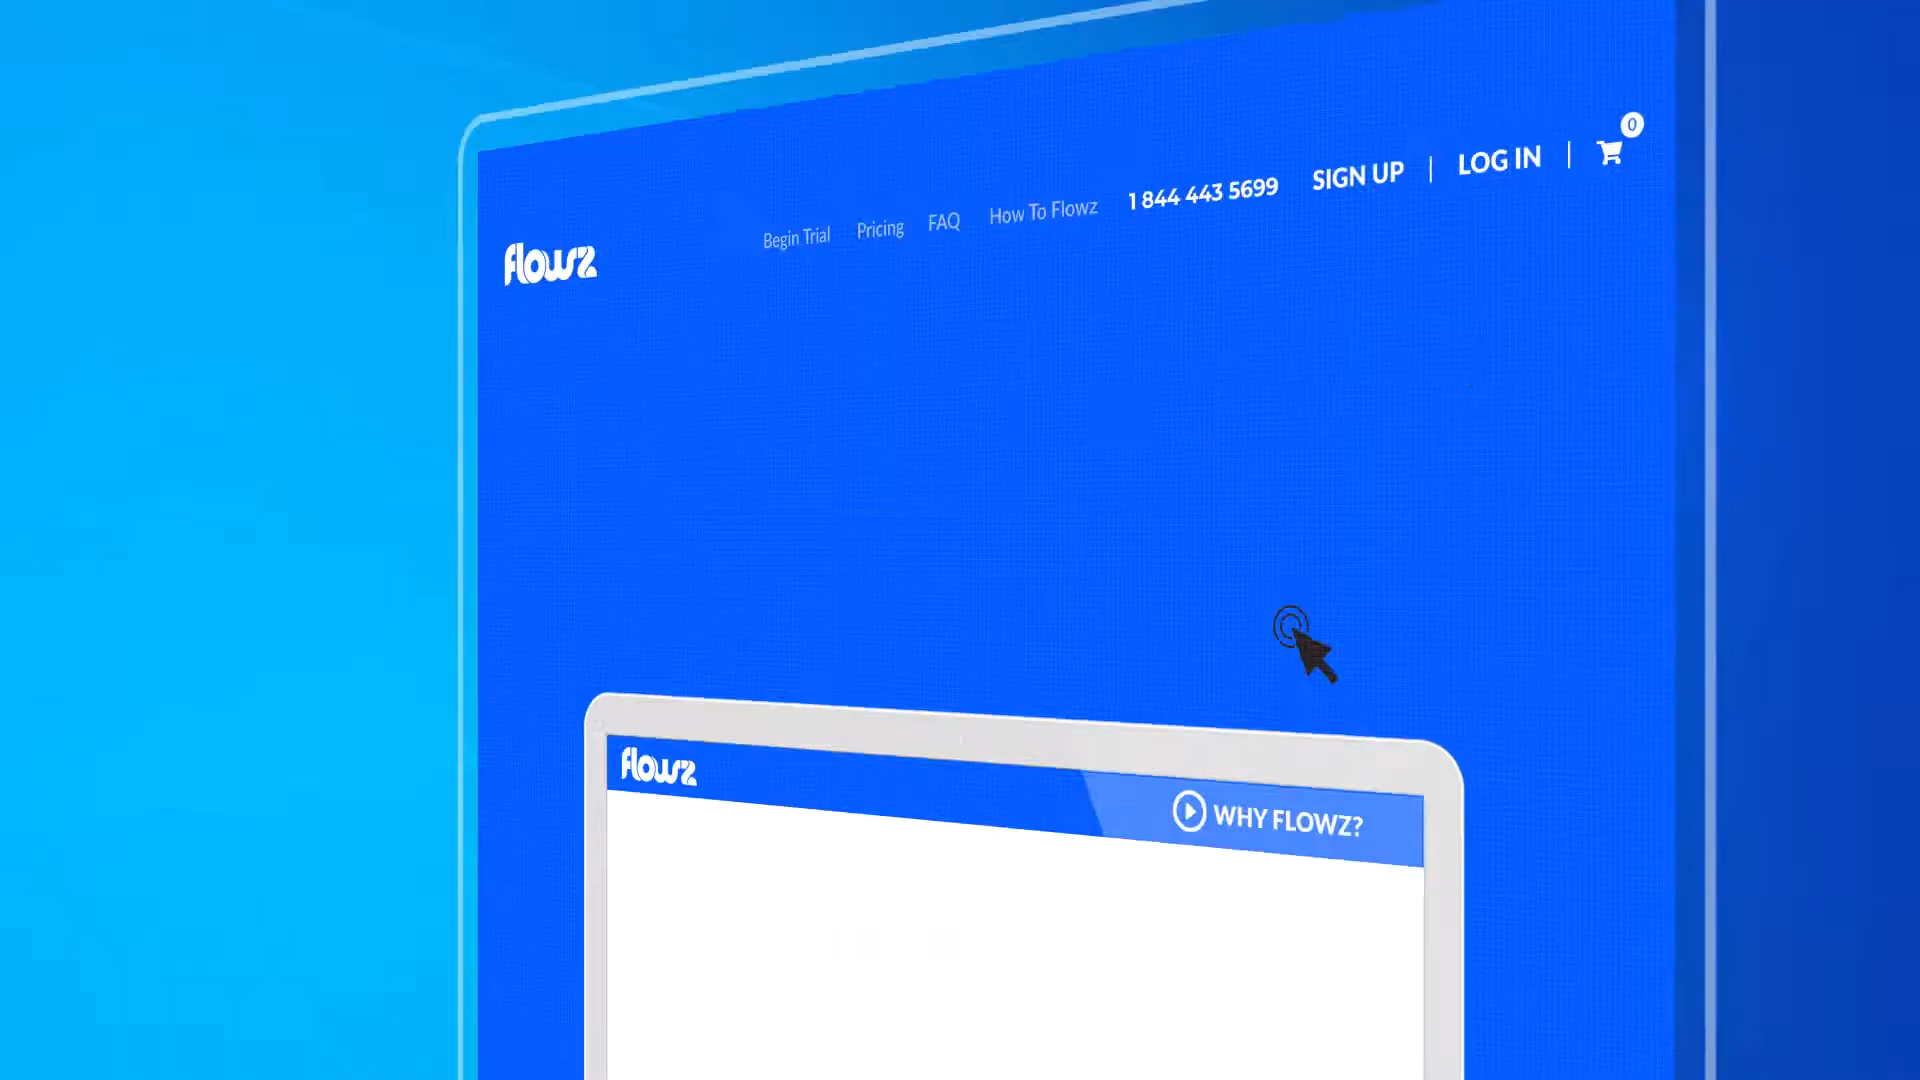 0
Begin Trial Pricing FAQ How To Flowz 1 844 443 5699 SIGN UP | LOG IN |
flowz
flowz
WHY FLOWZ?